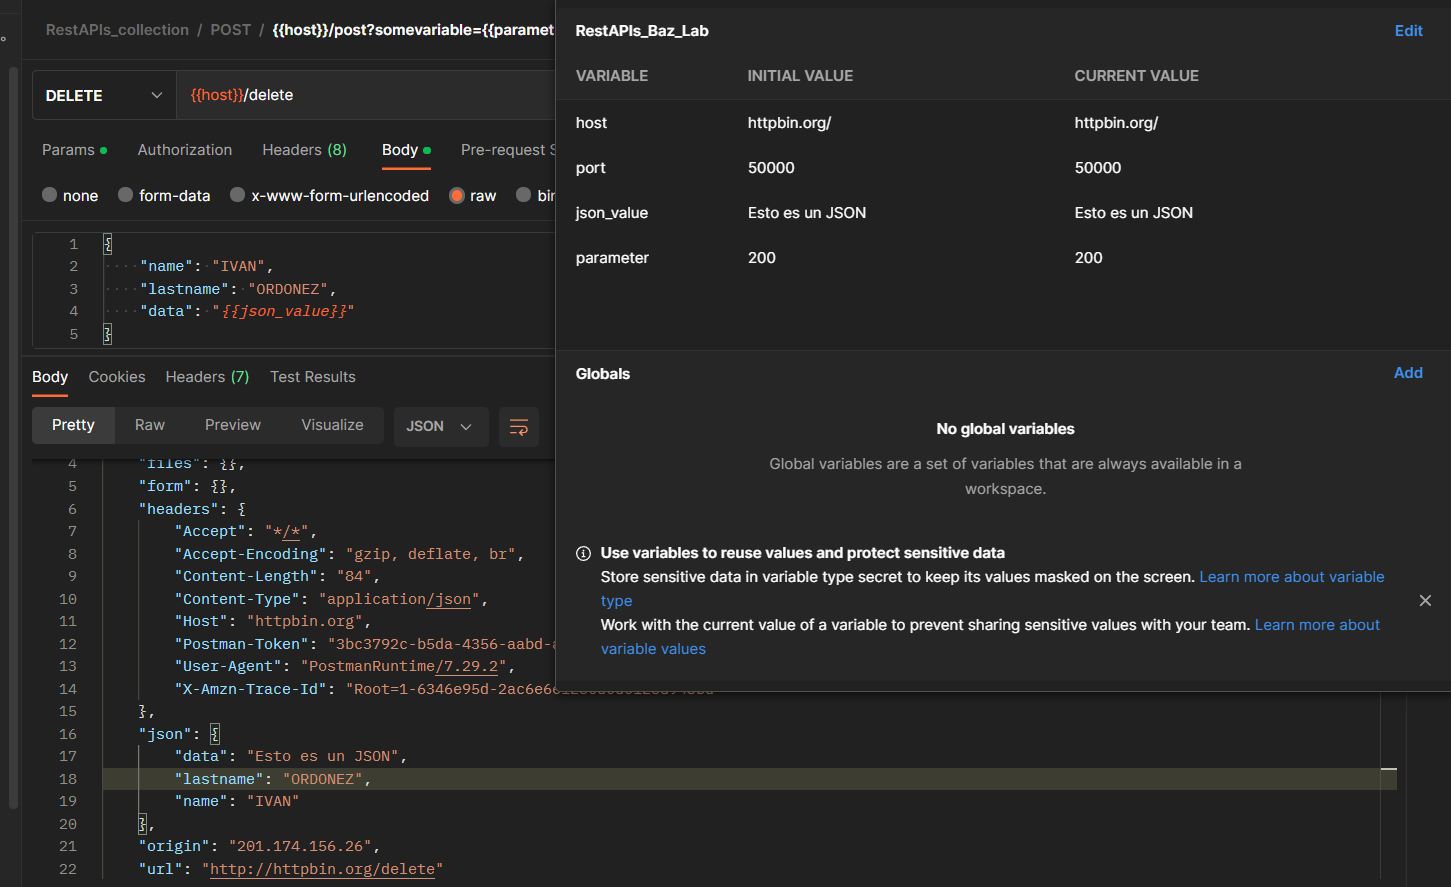 RestAPIs_collection / POST / {{host}}/post?somevariable={{paramet
DELETE {{host}}/delete
Params Authorization Headers (8) Body Pre-request S
none form-data x-www-form-urlencoded raw bin
1 {
2 "name": "IVAN",
3 "lastname": "ORDONEZ",
4 "data": "{{json_value}}"
5 }
Body Cookies Headers (7) Test Results
Pretty Raw Preview Visualize JSON
4 "files": {},
5 "form": {},
6 "headers": {
7 "Accept": "*/*",
8 "Accept-Encoding": "gzip, deflate, br",
9 "Content-Length": "84",
10 "Content-Type": "application/json",
11 "Host": "httpbin.org",
12 "Postman-Token": "3bc3792c-b5da-4356-aabd-
13 "User-Agent": "PostmanRuntime/7.29.2",
14 "X-Amzn-Trace-Id":
15 },
16 "json": {
17 "data": "Esto es un JSON",
18 "lastname": "ORDONEZ",
19 "name": "IVAN"
20 },
21 "origin": "201.174.156.26",
22 "url": "http://httpbin.org/delete"
RestAPIs_Baz_Lab Edit
VARIABLE INITIAL VALUE CURRENT VALUE
host httpbin.org/ httpbin.org/
port 50000 50000
json_value Esto es un JSON Esto es un JSON
parameter 200 200
Globals Add
No global variables
Global variables are a set of variables that are always available in a
workspace.
Use variables to reuse values and protect sensitive data
Store sensitive data in variable type secret to keep its values masked on the screen. Learn more about variable
type
Work with the current value of a variable to prevent sharing sensitive values with your team. Learn more about
variable values